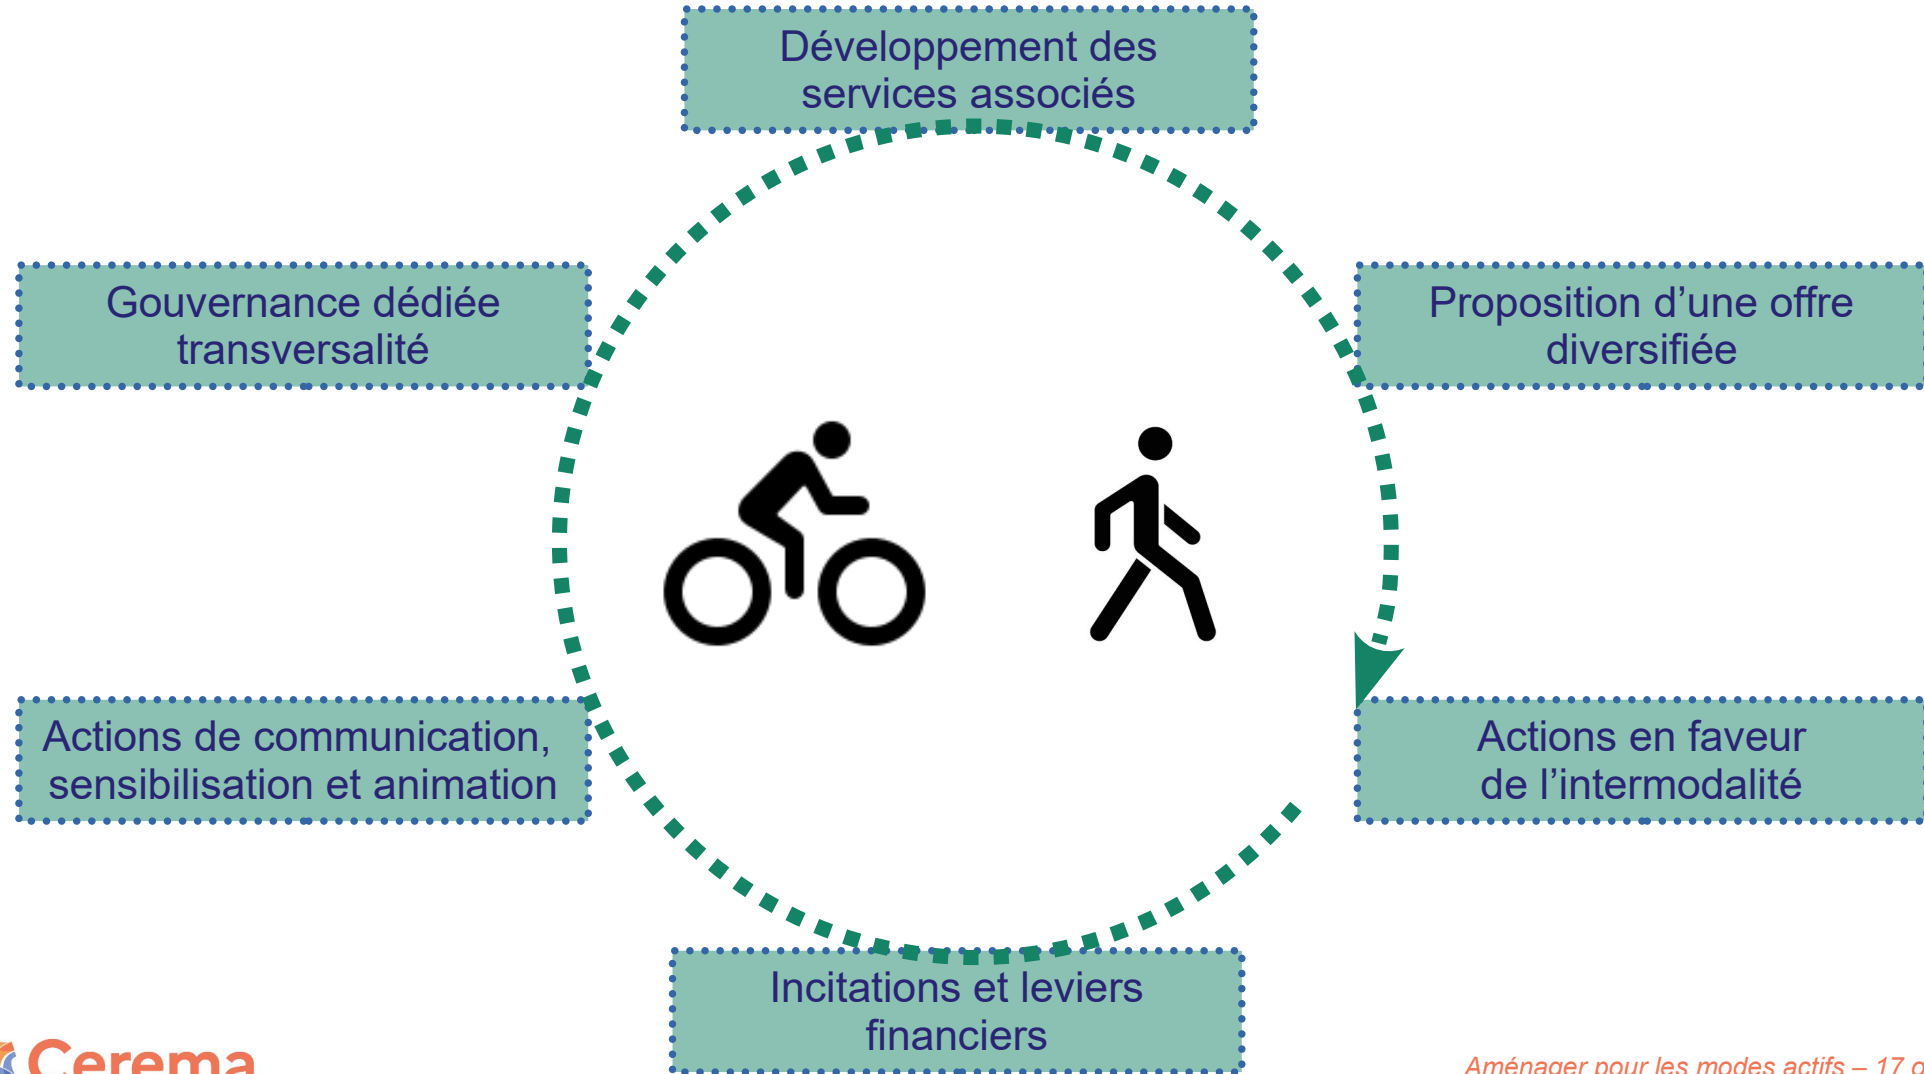 Développement des
services associés
Gouvernance dédiée
transversalité
Proposition d’une offre
diversifiée
Actions de communication,
sensibilisation et animation
Actions en faveur
de l’intermodalité
Incitations et leviers
financiers
Cerema
Aménager pour les modes actifs – 17